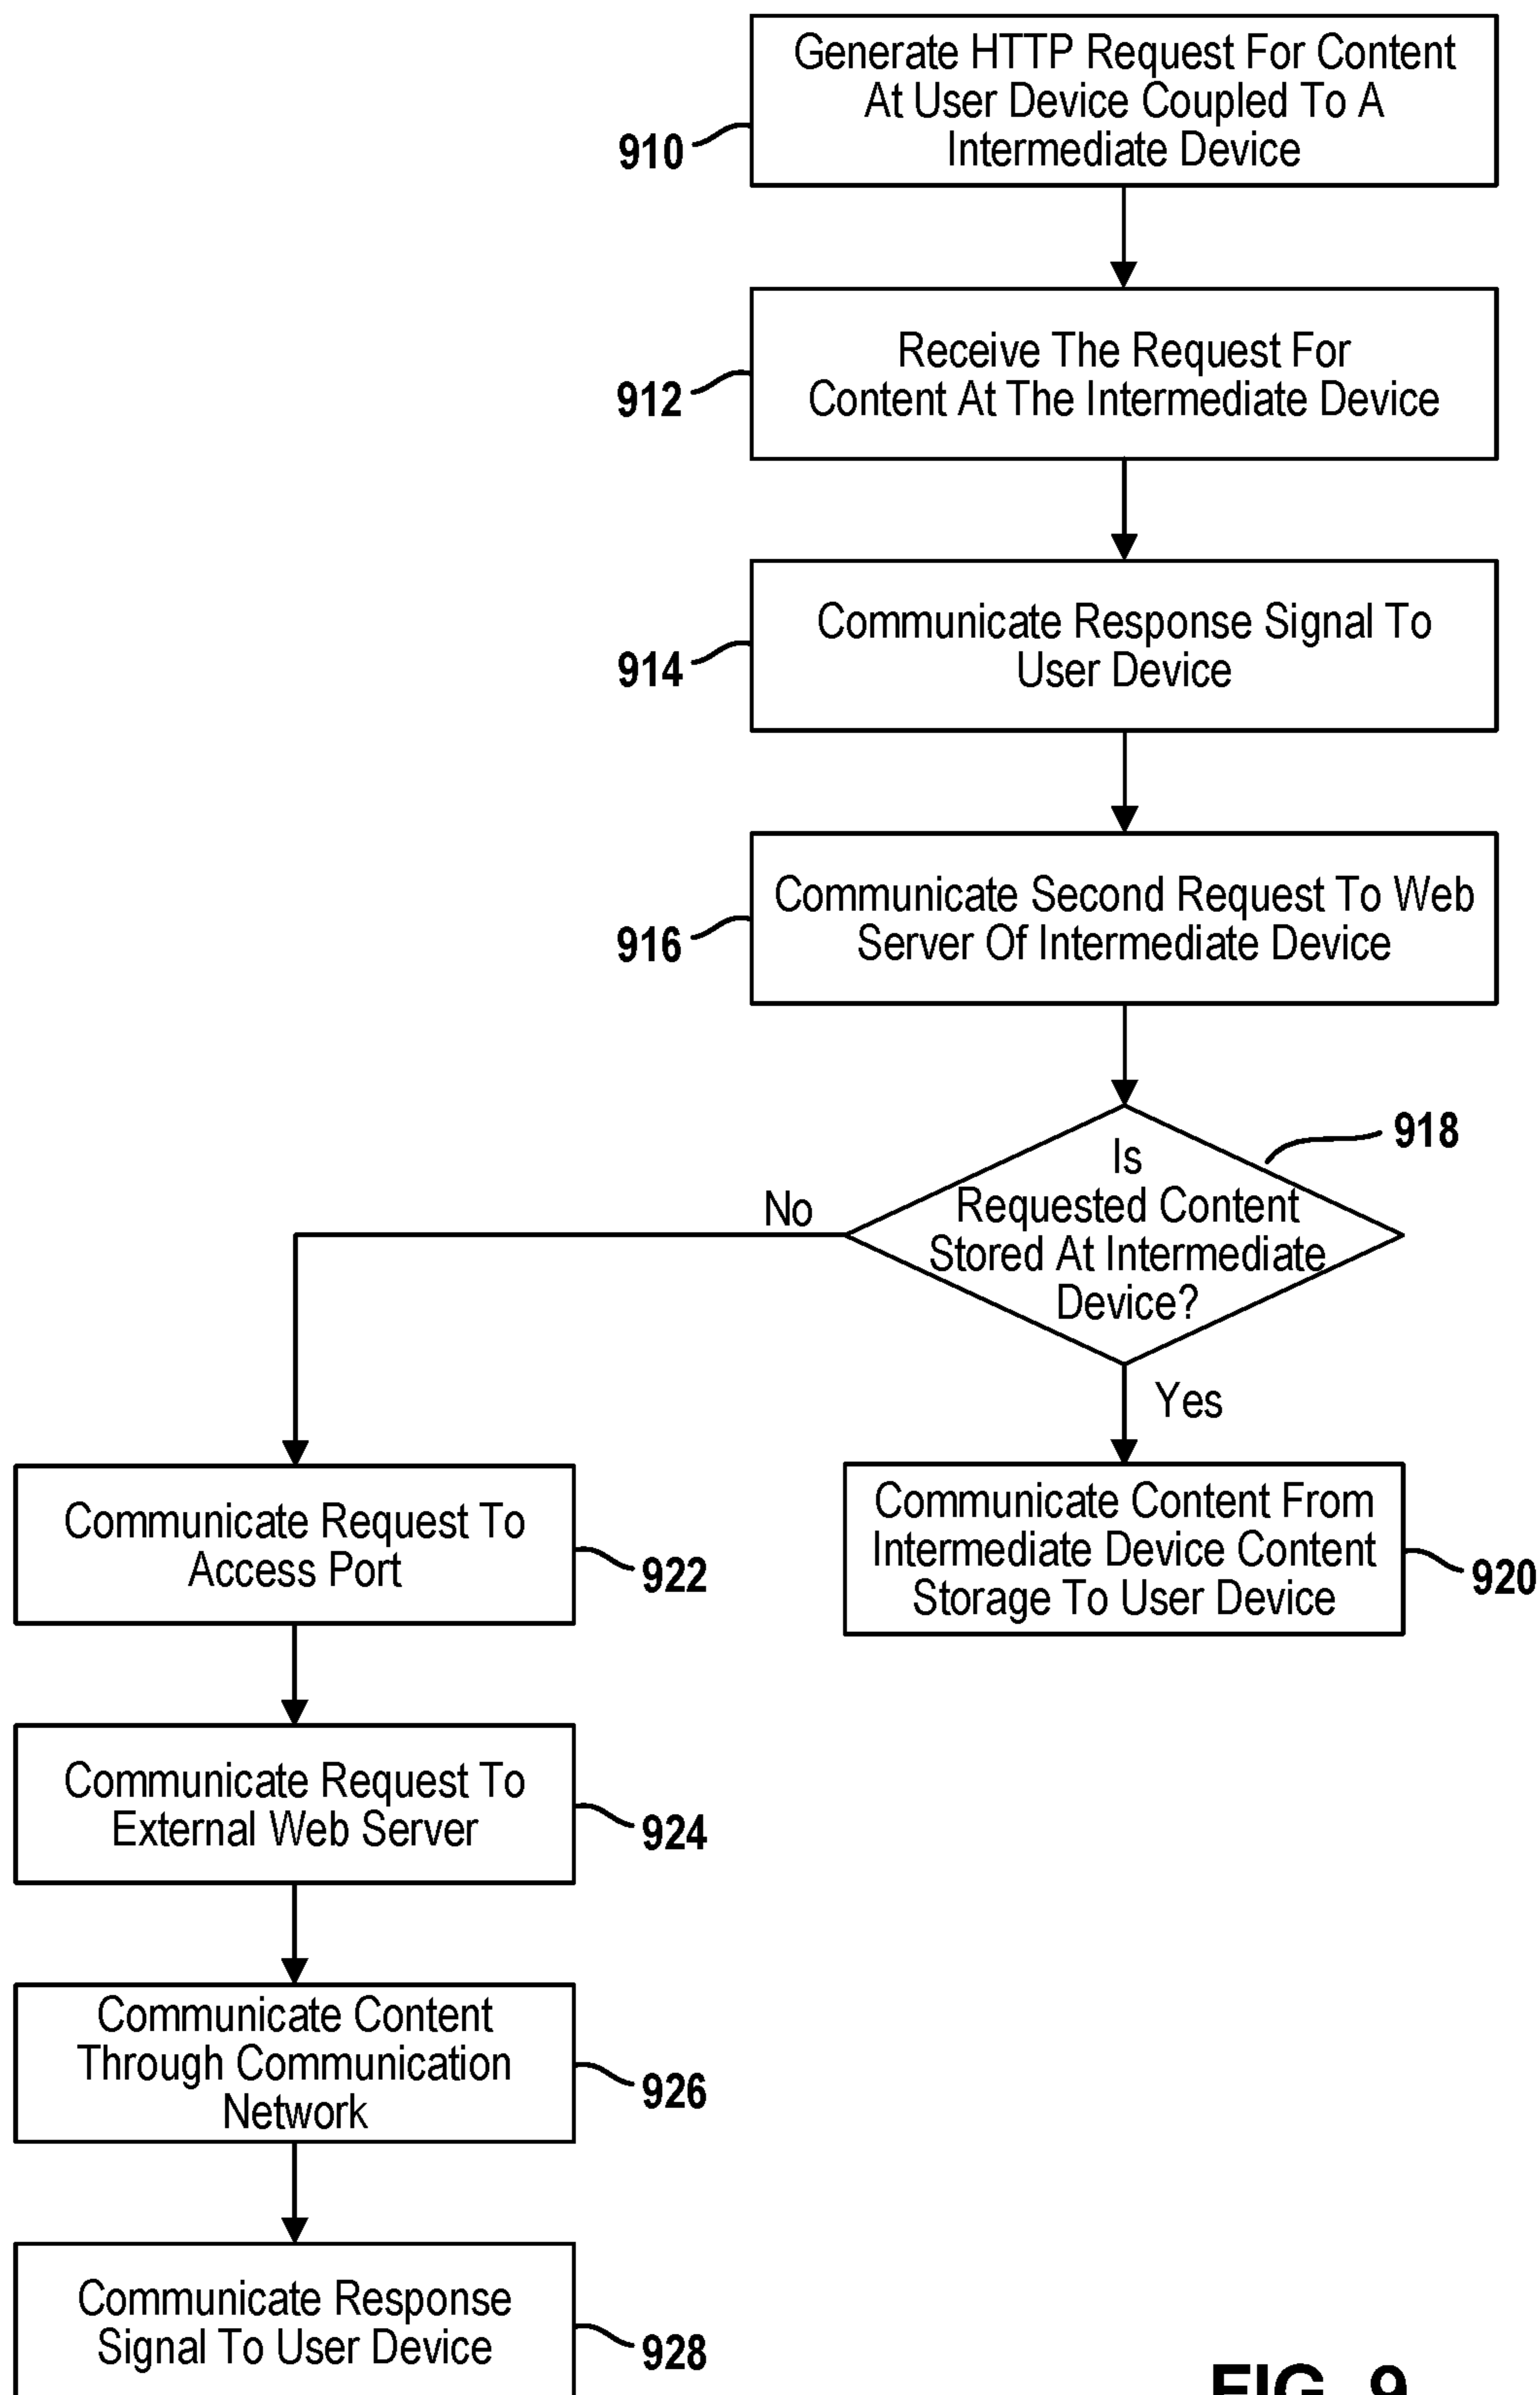 Generate HTTP Request For Content
At User Device Coupled To A
Intermediate Device
910
Receive The Request For
Content At The Intermediate Device
912
Communicate Response Signal To
User Device
914
Communicate Second Request To Web
Server Of Intermediate Device
916
918
Is
Requested Content
Stored At Intermediate
Device?
No
Yes
Communicate Request To
Access Port
922
Communicate Content From
Intermediate Device Content
Storage To User Device
920
Communicate Request To
External Web Server
924
Communicate Content
Through Communication
Network
926
Communicate Response
Signal To User Device
928
FIG. 9